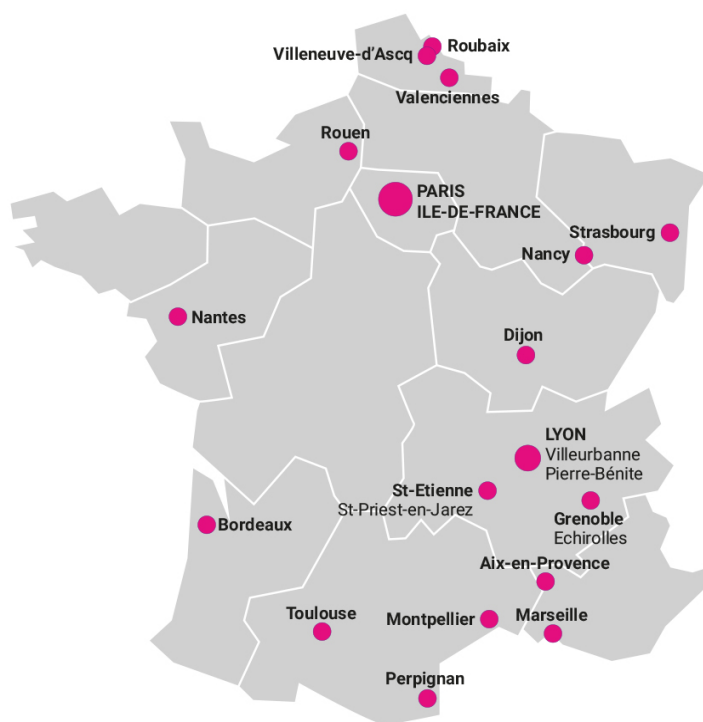 Roubaix
Villeneuve-d'Ascq
Valenciennes
Rouen
PARIS
ILE-DE-FRANCE
Strasbourg
Nancy
Nantes
Dijon
LYON
Villeurbanne
Pierre-Bénite
St-Etienne
St-Priest-en-Jarez
Grenoble
Echirolles
Bordeaux
Aix-en-Provence
Toulouse
Montpellier
Marseille
Perpignan